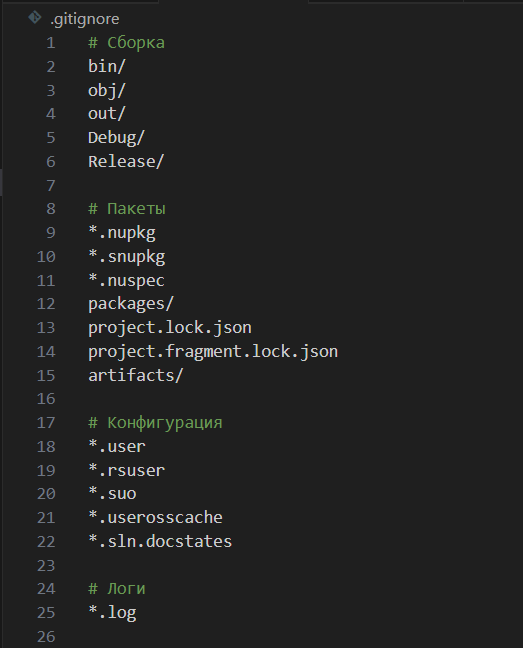 .gitignore
1 # Сборка
2 bin/
3 obj/
4 out/
5 Debug/
6 Release/
7
8 # Пакеты
9 *.nupkg
10 *.snupkg
11 *.nuspec
12 packages/
13 project.lock.json
14 project.fragment.lock.json
15 artifacts/
16
17 # Конфигурация
18 *.user
19 *.rsuser
20 *.suo
21 *.userosscache
22 *.sln.docstates
23
24 # Логи
25 *.log
26